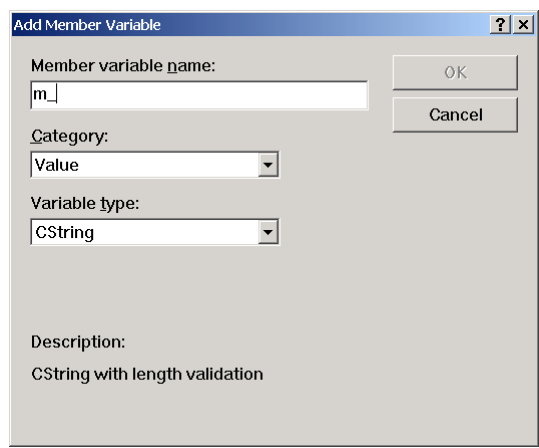 Add Member Variable
Member variable name:
OK
m_
Cancel
Category:
Value
Variable type:
CString
Description:
CString with length validation